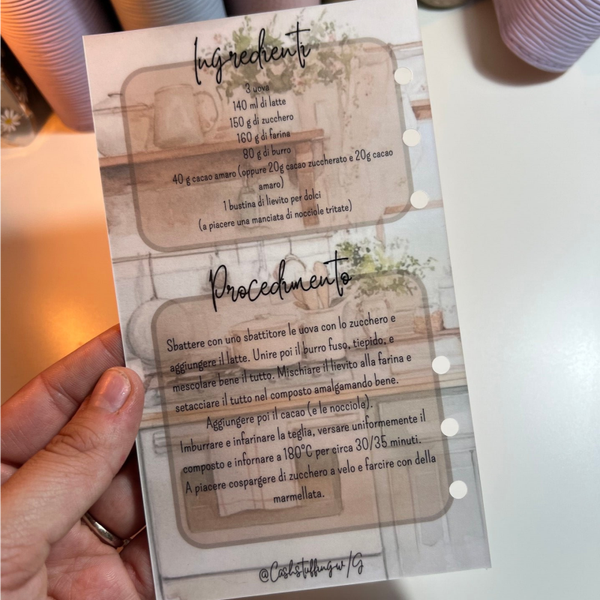 Ingredienti
3 uova
140 ml di latte
150 g di zucchero
160 g di farina
80 g di burro
40 g cacao amaro (oppure 20g cacao zuccherato e 20g cacao
amaro)
1 bustina di lievito per dolci
(a piacere una manciata di nocciole tritate)
Procedimento
Sbattere con uno sbattitore le uova con lo zucchero e
aggiungere il latte. Unire poi il burro fuso, tiepido, e
mescolare bene il tutto. Mischiare il lievito alla farina e
setacciare il tutto nel composto amalgamando bene.
Aggiungere poi il cacao (e le nocciole).
Imburrare e infarinare la teglia, versare uniformemente il
composto e infornare a 180°C per circa 30/35 minuti.
A piacere cospargere di zucchero a velo e farcire con della
marmellata.